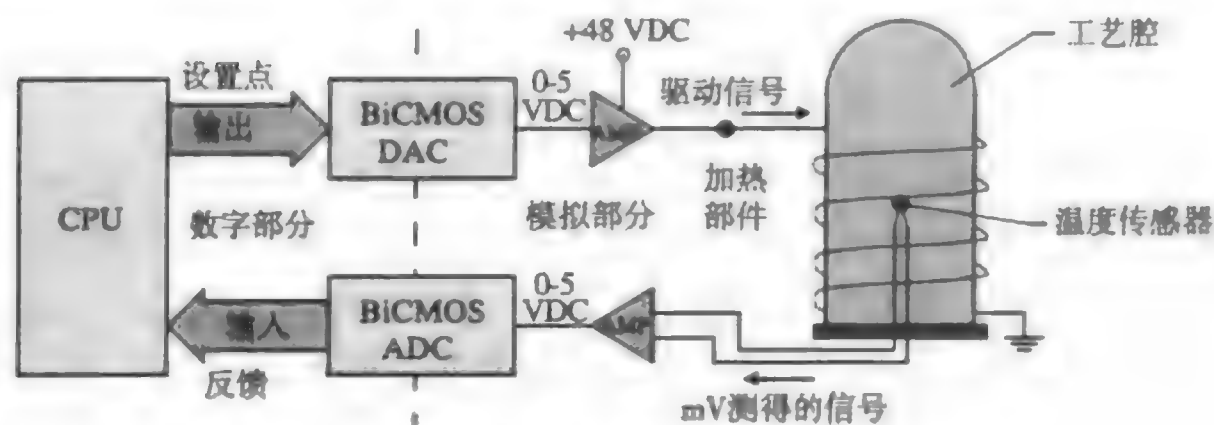 +48 VDC
工艺腔
设置点
0-5
VDC
驱动信号
输出
BiCMOS
DAC
AMP
加热
部件
CPU
数字部分
模拟部分
温度传感器
0-5
VDC
输入
BiCMOS
ADC
AMP
反馈
mV测得的信号